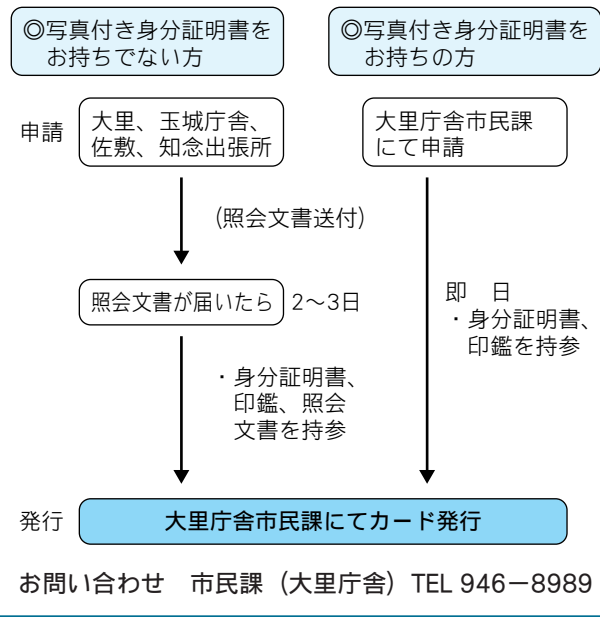 ◎写真付き身分証明書を
お持ちでない方
◎写真付き身分証明書を
お持ちの方
申請
大里、玉城庁舎、
佐敷、知念出張所
大里庁舎市民課
にて申請
(照会文書送付)
照会文書が届いたら
2〜3日
即　日
・身分証明書、
印鑑を持参
・身分証明書、
印鑑、照会
文書を持参
発行
大里庁舎市民課にてカード発行
お問い合わせ　市民課（大里庁舎）TEL 946－8989